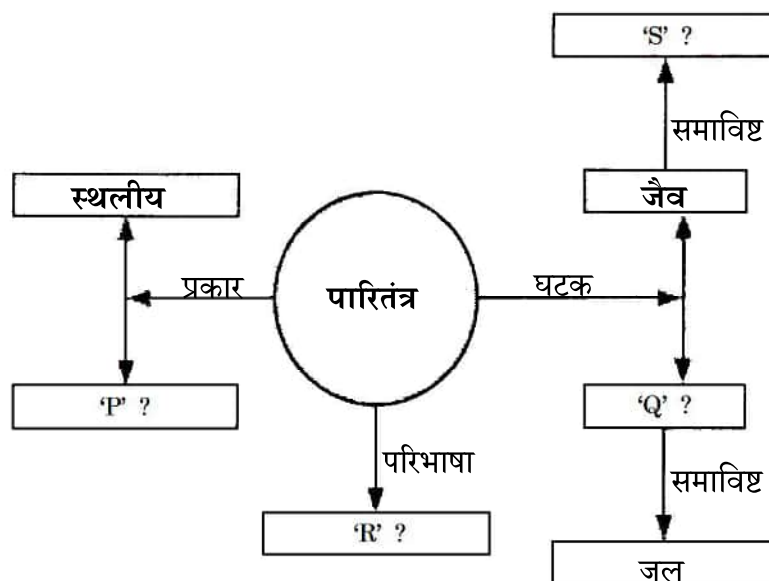 ‘S’ ?
समाविष्ट
स्थलीय
जैव
प्रकार
पारितंत्र
घटक
‘P’ ?
‘Q’ ?
परिभाषा
समाविष्ट
‘R’ ?
जल